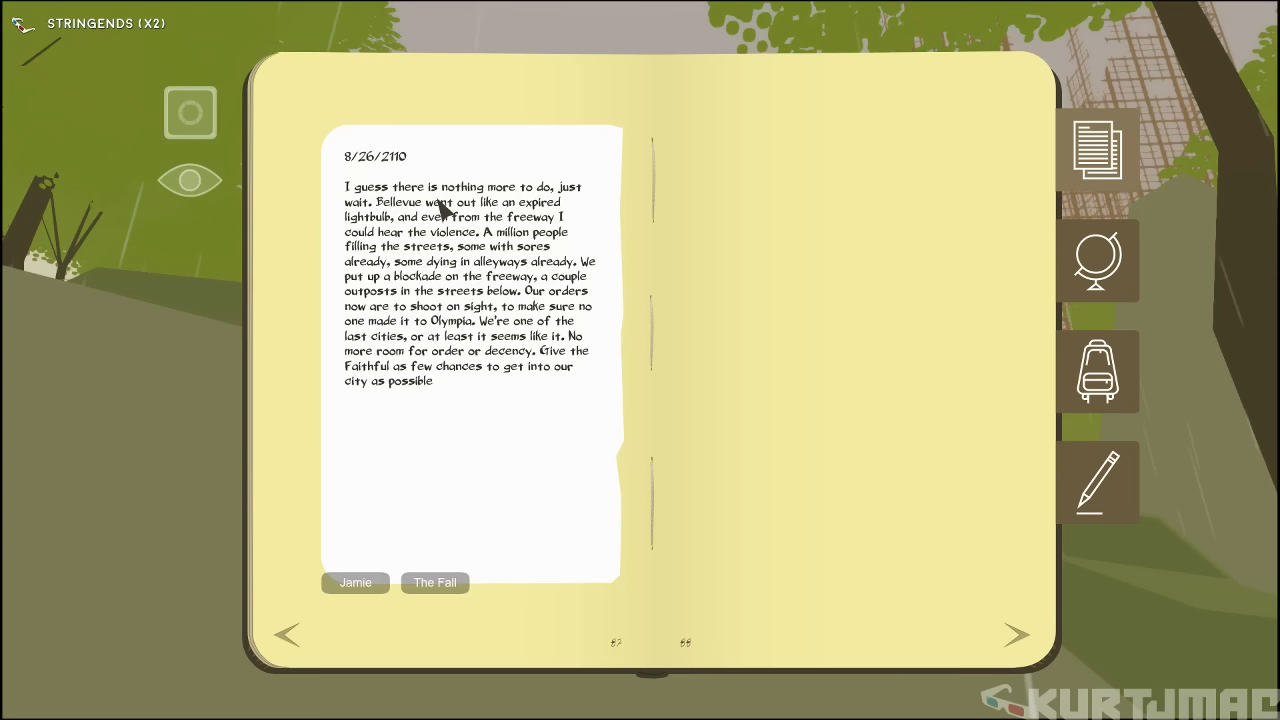 STRINGENDS (X2)
8/26/2110
I guess there is nothing more to do, just
wait. Bellevue went out like an expired
lightbulb, and even from the freeway I
could hear the violence. A million people
filling the streets, some with sores
already, some dying in alleyways already. We
put up a blockade on the freeway, a couple
outposts in the streets below. Our orders
now are to shoot on sight, to make sure no
one made it to Olympia. We're one of the
last cities, or at least it seems like it. No
more room for order or decency. Give the
Faithful as few chances to get into our
city as possible
Jamie The Fall
87 88
KURTJMAC